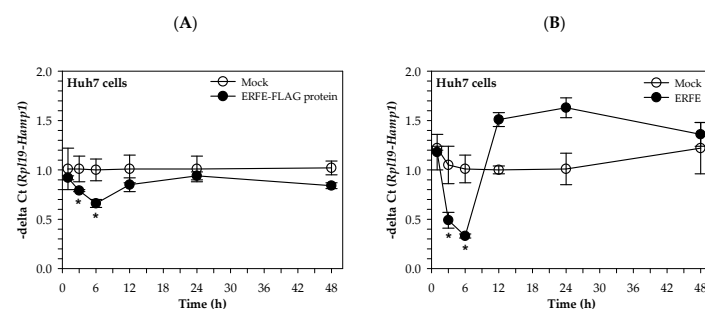 (A)
(B)
Huh7 cells
Mock
ERFE-FLAG protein
-delta Ct (Rpl19-Hamp1)
2.0
1.5
1.0
0.5
0.0
* *
0 6 12 18 24 30 36 42 48
Time (h)
Huh7 cells
Mock
ERFE
-delta Ct (Rpl19-Hamp1)
2.0
1.5
1.0
0.5
0.0
* *
0 6 12 18 24 30 36 42 48
Time (h)